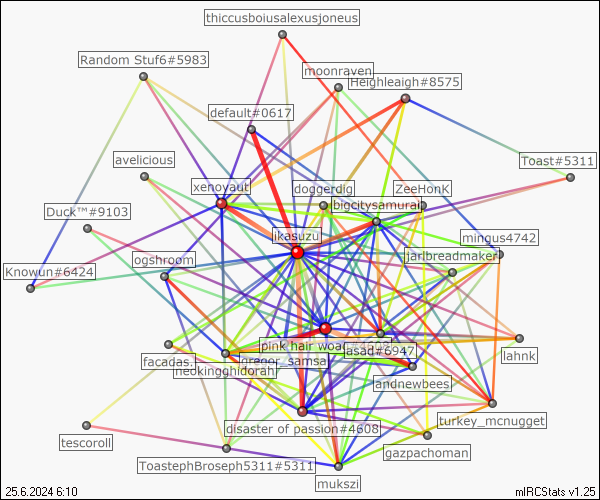 thiccusboiusalexusjoneus
Random Stuf6#5983
moonraven
Heighleaigh#8575
default#0617
avelicious
Toast#5311
xenoyaut
doggerdig
ZeeHonK
bigcitysamurai
Duck™#9103
ikasuzu
mingus4742
jarlbreadmaker
ogshroom
Knowun#6424
pink hair
asad#6947
lahnk
facadas.
gregor_samsa
neokingghidorah
andnewbees
turkey_mcnugget
disaster of passion#4608
tescoroll
gazpachoman
ToastephBroseph5311#5311
mukszi
25.6.2024 6:10
mIRCStats v1.25